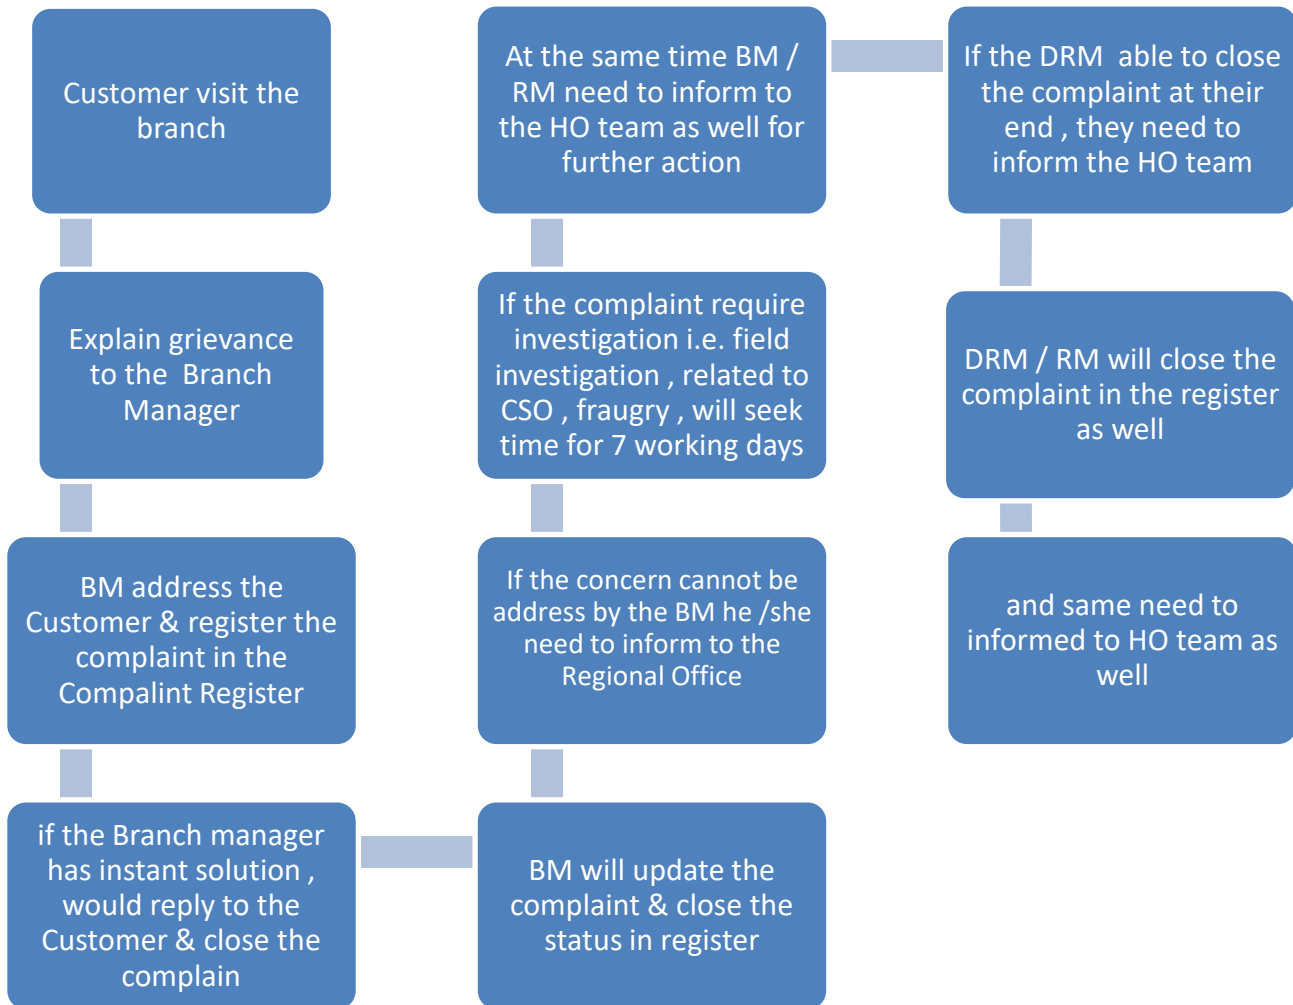 Customer visit the
branch
Explain grievance
to the  Branch
Manager
BM address the
Customer & register the
complaint in the
Compalint Register
if the Branch manager
has instant solution ,
would reply to the
Customer & close the
complain
BM will update the
complaint & close the
status in register
If the concern cannot be
address by the BM he /she
need to inform to the
Regional Office
If the complaint require
investigation i.e. field
investigation , related to
CSO , fraugry , will seek
time for 7 working days
At the same time BM /
RM need to inform to
the HO team as well for
further action
If the DRM  able to close
the complaint at their
end , they need to
inform the HO team
DRM / RM will close the
complaint in the register
as well
and same need to
informed to HO team as
well